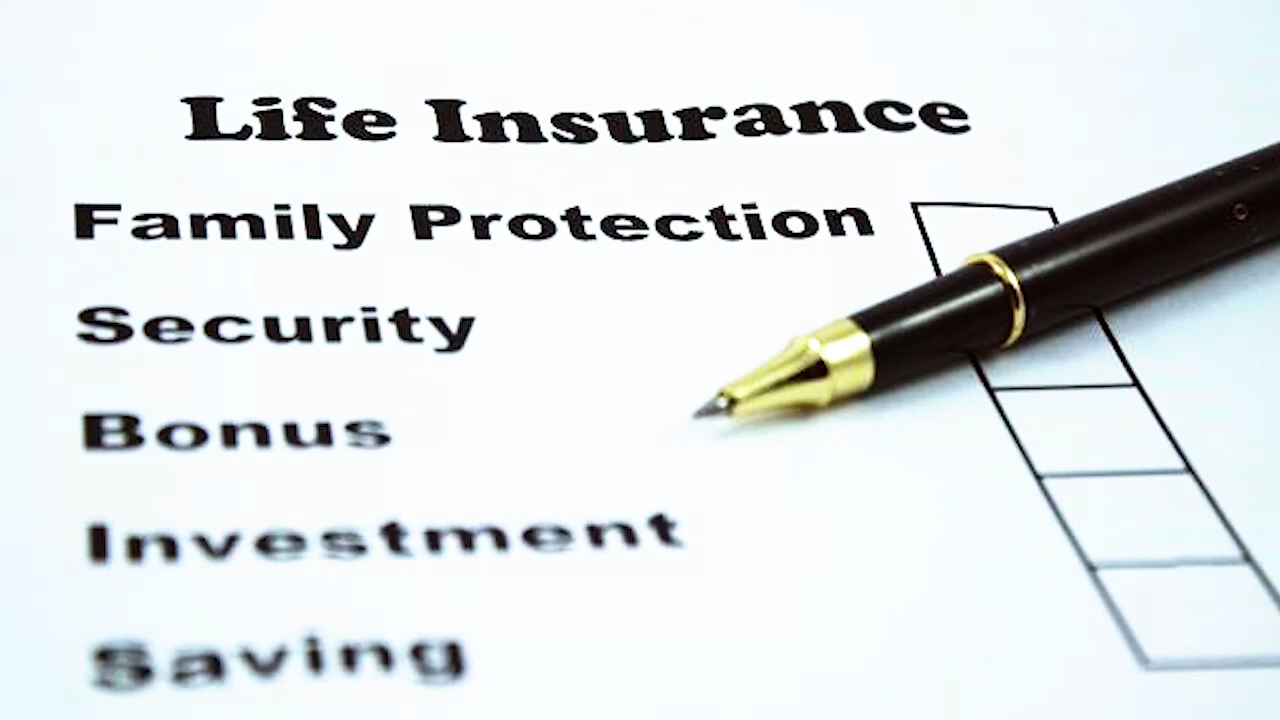 Life Insurance
Family Protection
Security
Bonus
Investment
Saving